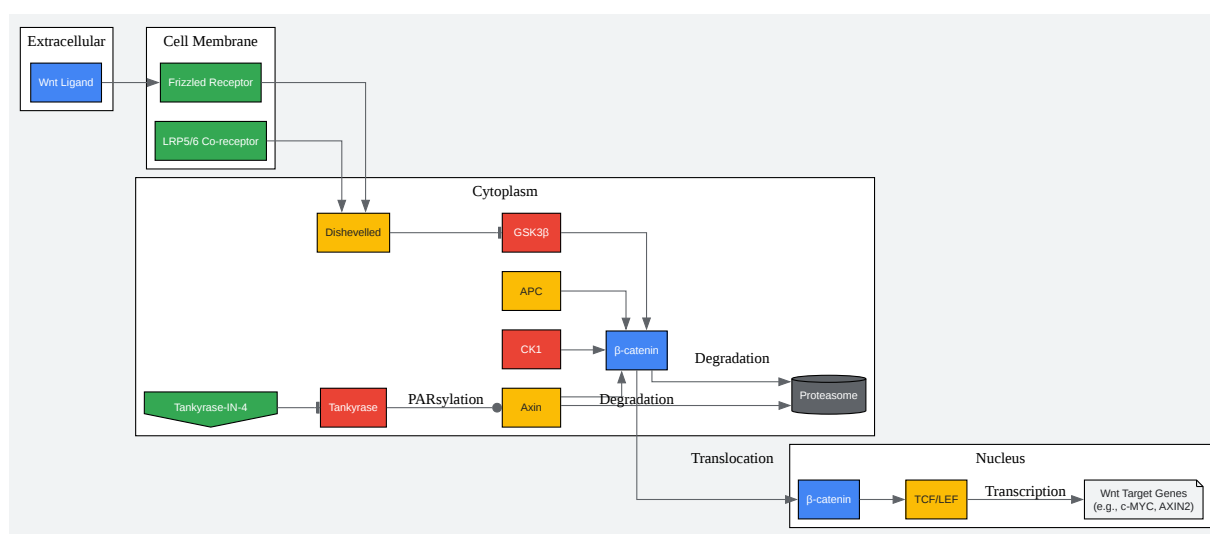 Extracellular
Wnt Ligand
Cell Membrane
Frizzled Receptor
LRP5/6 Co-receptor
Cytoplasm
Dishevelled
GSK3β
APC
CK1
β-catenin
Degradation
Proteasome
Tankyrase-IN-4
Tankyrase
PARsylation
Axin
Degradation
Translocation
Nucleus
β-catenin
TCF/LEF
Transcription
Wnt Target Genes
(e.g., c-MYC, AXIN2)